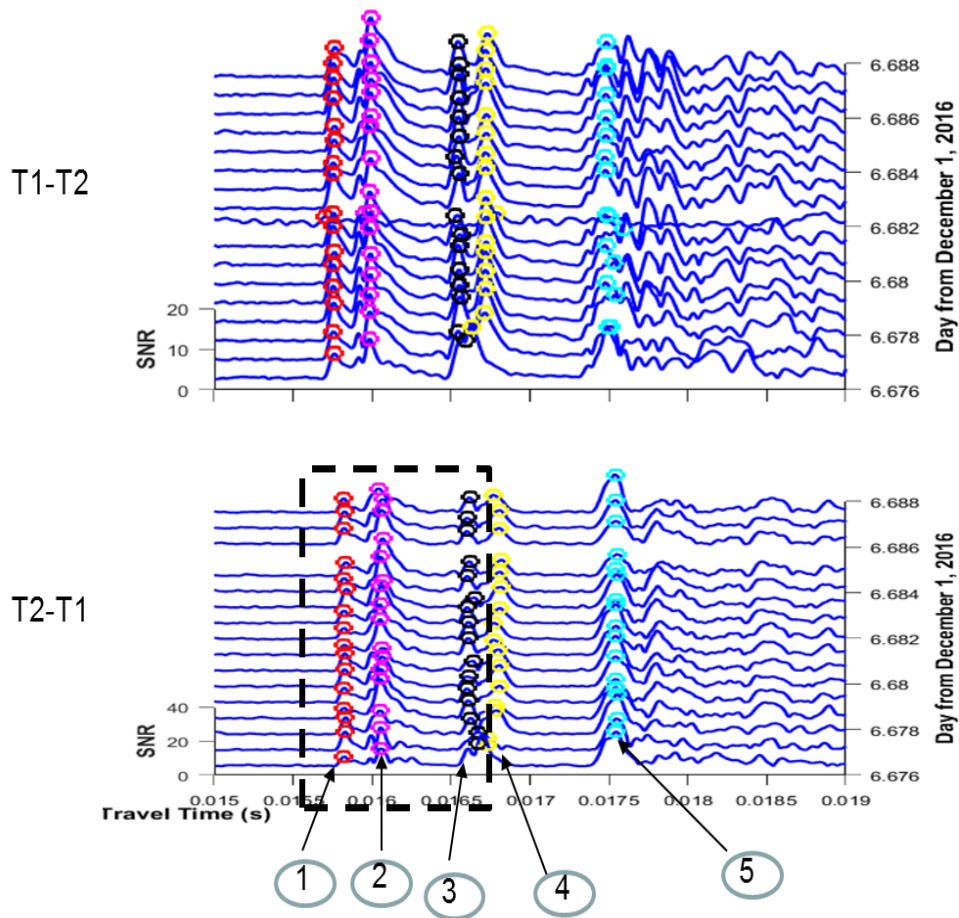 T1-T2
SNR
20
10
0
6.688
6.686
6.684
6.682
6.68
6.678
6.676
Day from December 1, 2016
T2-T1
SNR
40
20
0
6.688
6.686
6.684
6.682
6.68
6.678
6.676
Day from December 1, 2016
0.015 0.0155 0.016 0.0165 0.017 0.0175 0.018 0.0185 0.019
Travel Time (s)
1 2 3 4 5